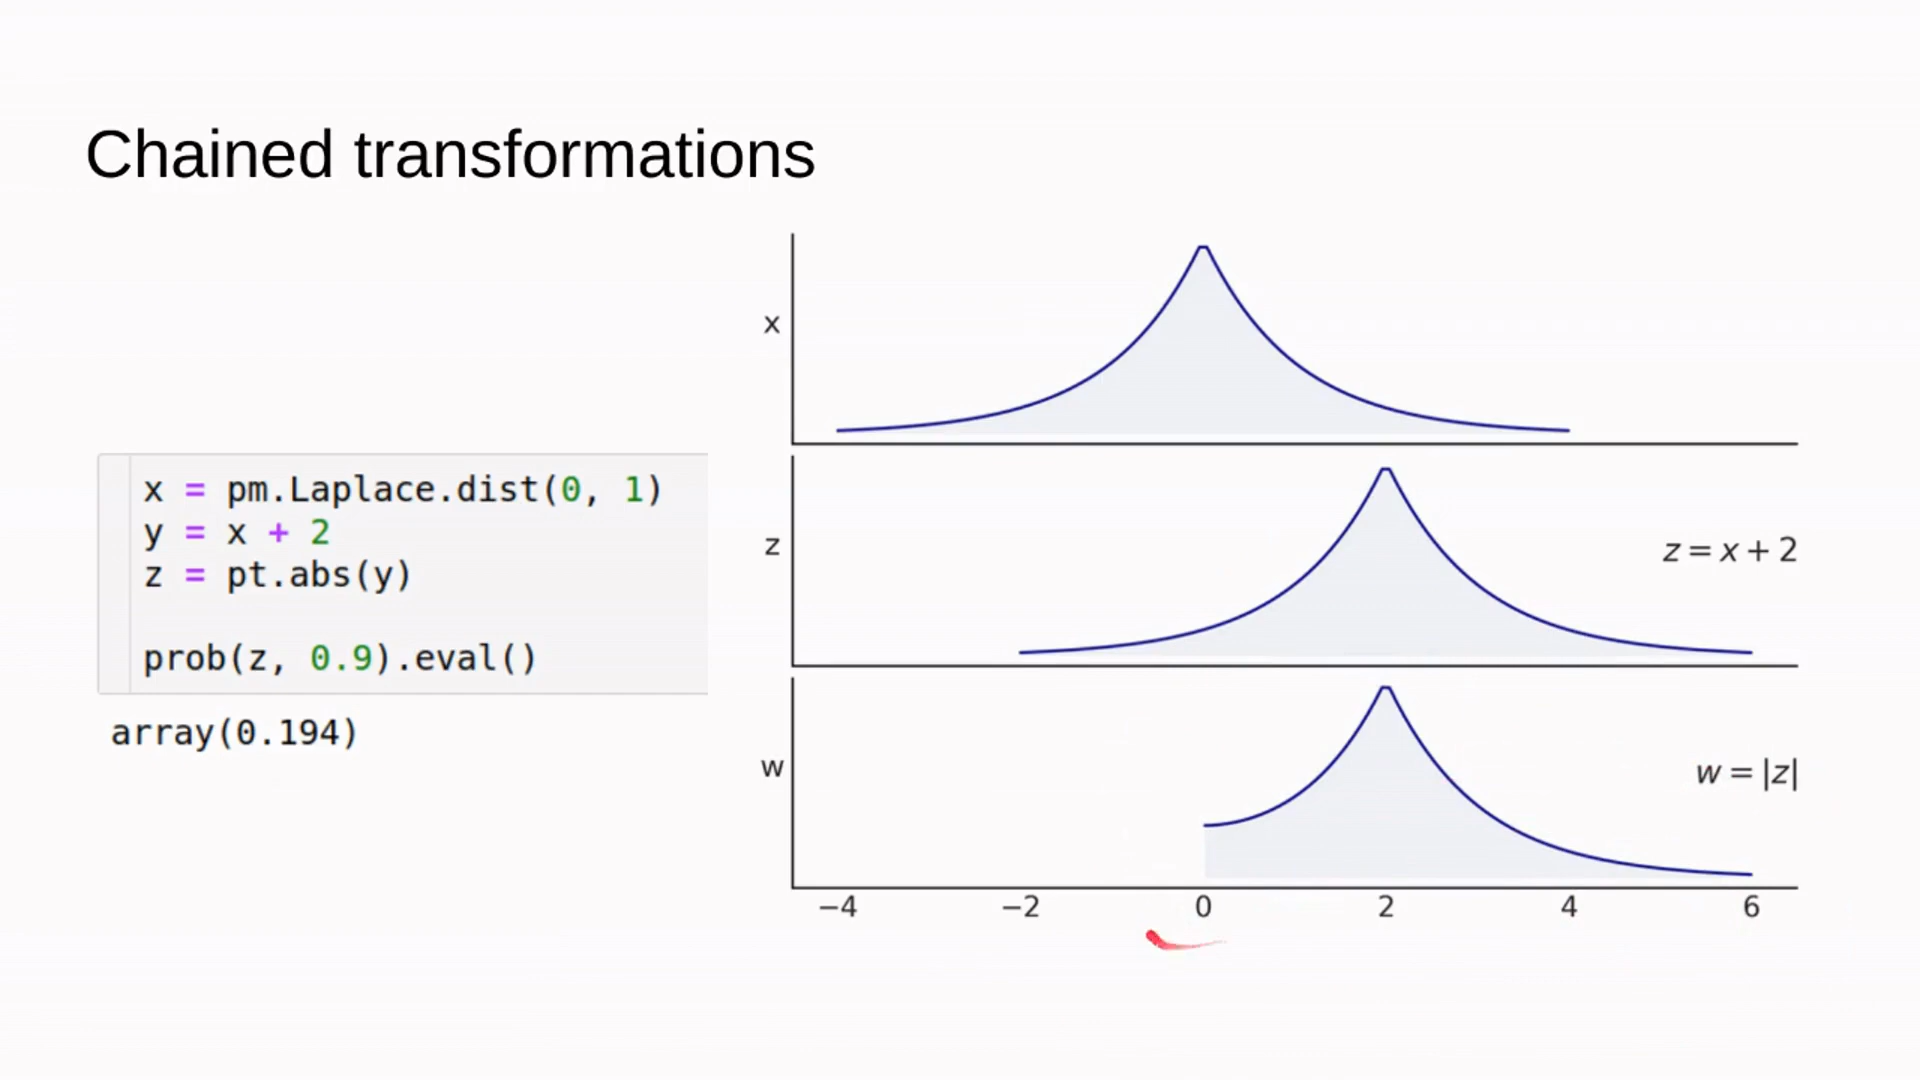 Chained transformations
x = pm.Laplace.dist(0, 1)
y = x + 2
z = pt.abs(y)
prob(z, 0.9).eval()
array(0.194)
x
z
z = x + 2
w
w = |z|
−4 −2 0 2 4 6